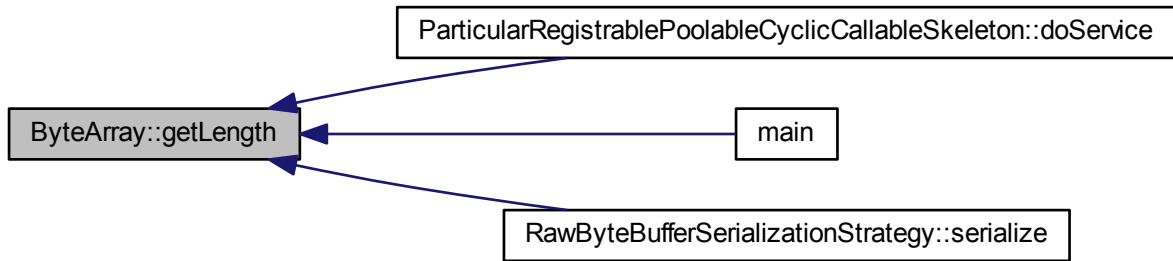 ParticularRegistrablePoolableCyclicCallableSkeleton::doService
ByteArray::getLength
main
RawByteBufferSerializationStrategy::serialize